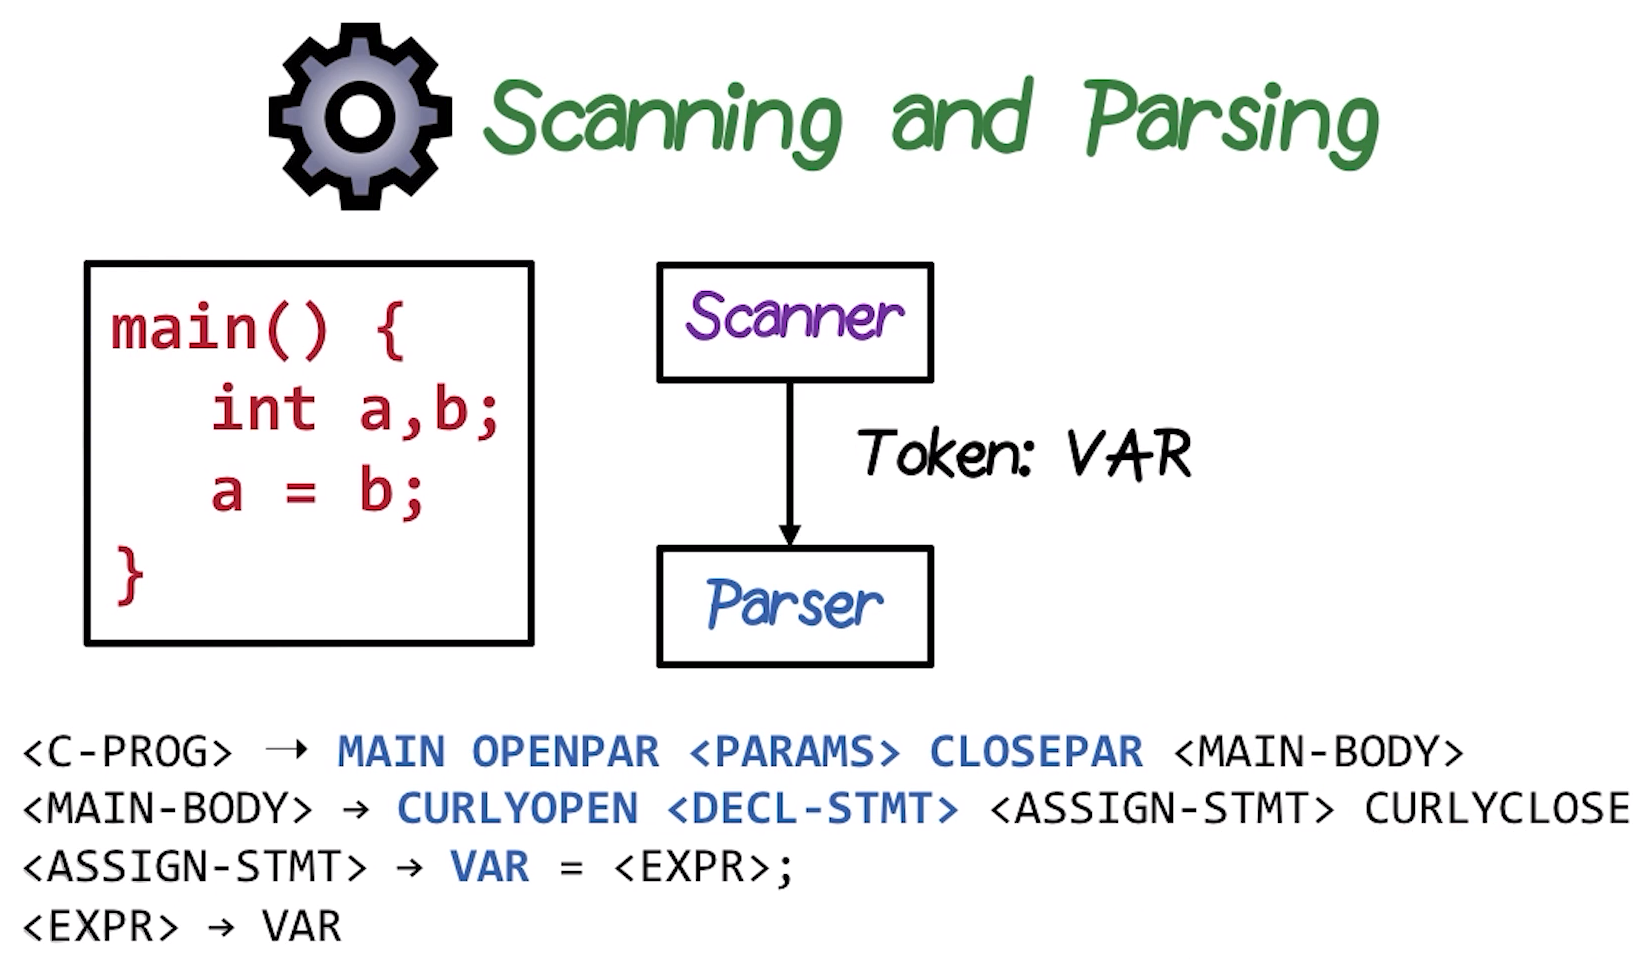 Scanning and Parsing
main() {
int a,b;
a = b;
}
Scanner
Token: VAR
Parser
<C-PROG> → MAIN OPENPAR <PARAMS> CLOSEPAR <MAIN-BODY>
<MAIN-BODY> → CURLYOPEN <DECL-STMT> <ASSIGN-STMT> CURLYCLOSE
<ASSIGN-STMT> → VAR = <EXPR>;
<EXPR> → VAR